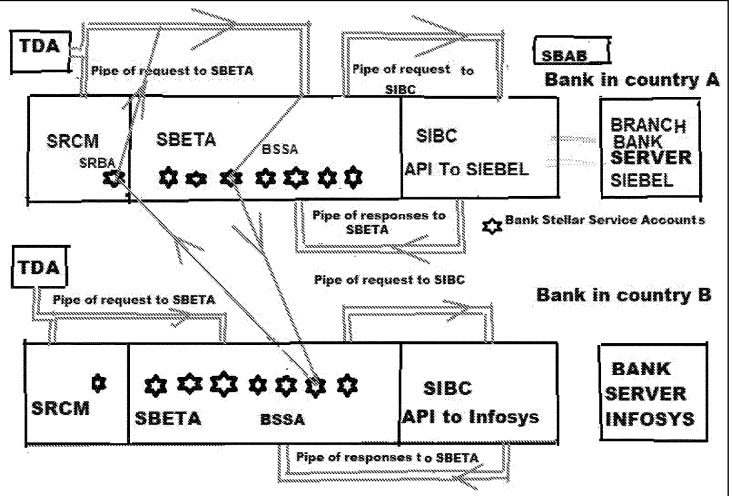 TDA
SBAB
Pipe of request to SBETA
Pipe of request to
SIBC
Bank in country A
SRCM
SRBA
SBETA
BSSA
SIBC
API To SIEBEL
BRANCH
BANK
SERVER
SIEBEL
Pipe of responses to
SBETA
Bank Stellar Service Accounts
TDA
Pipe of request to SBETA
Pipe of request to SIBC
Bank in country B
SRCM
SBETA
BSSA
SIBC
API to Infosys
BANK
SERVER
INFOSYS
Pipe of responses to SBETA